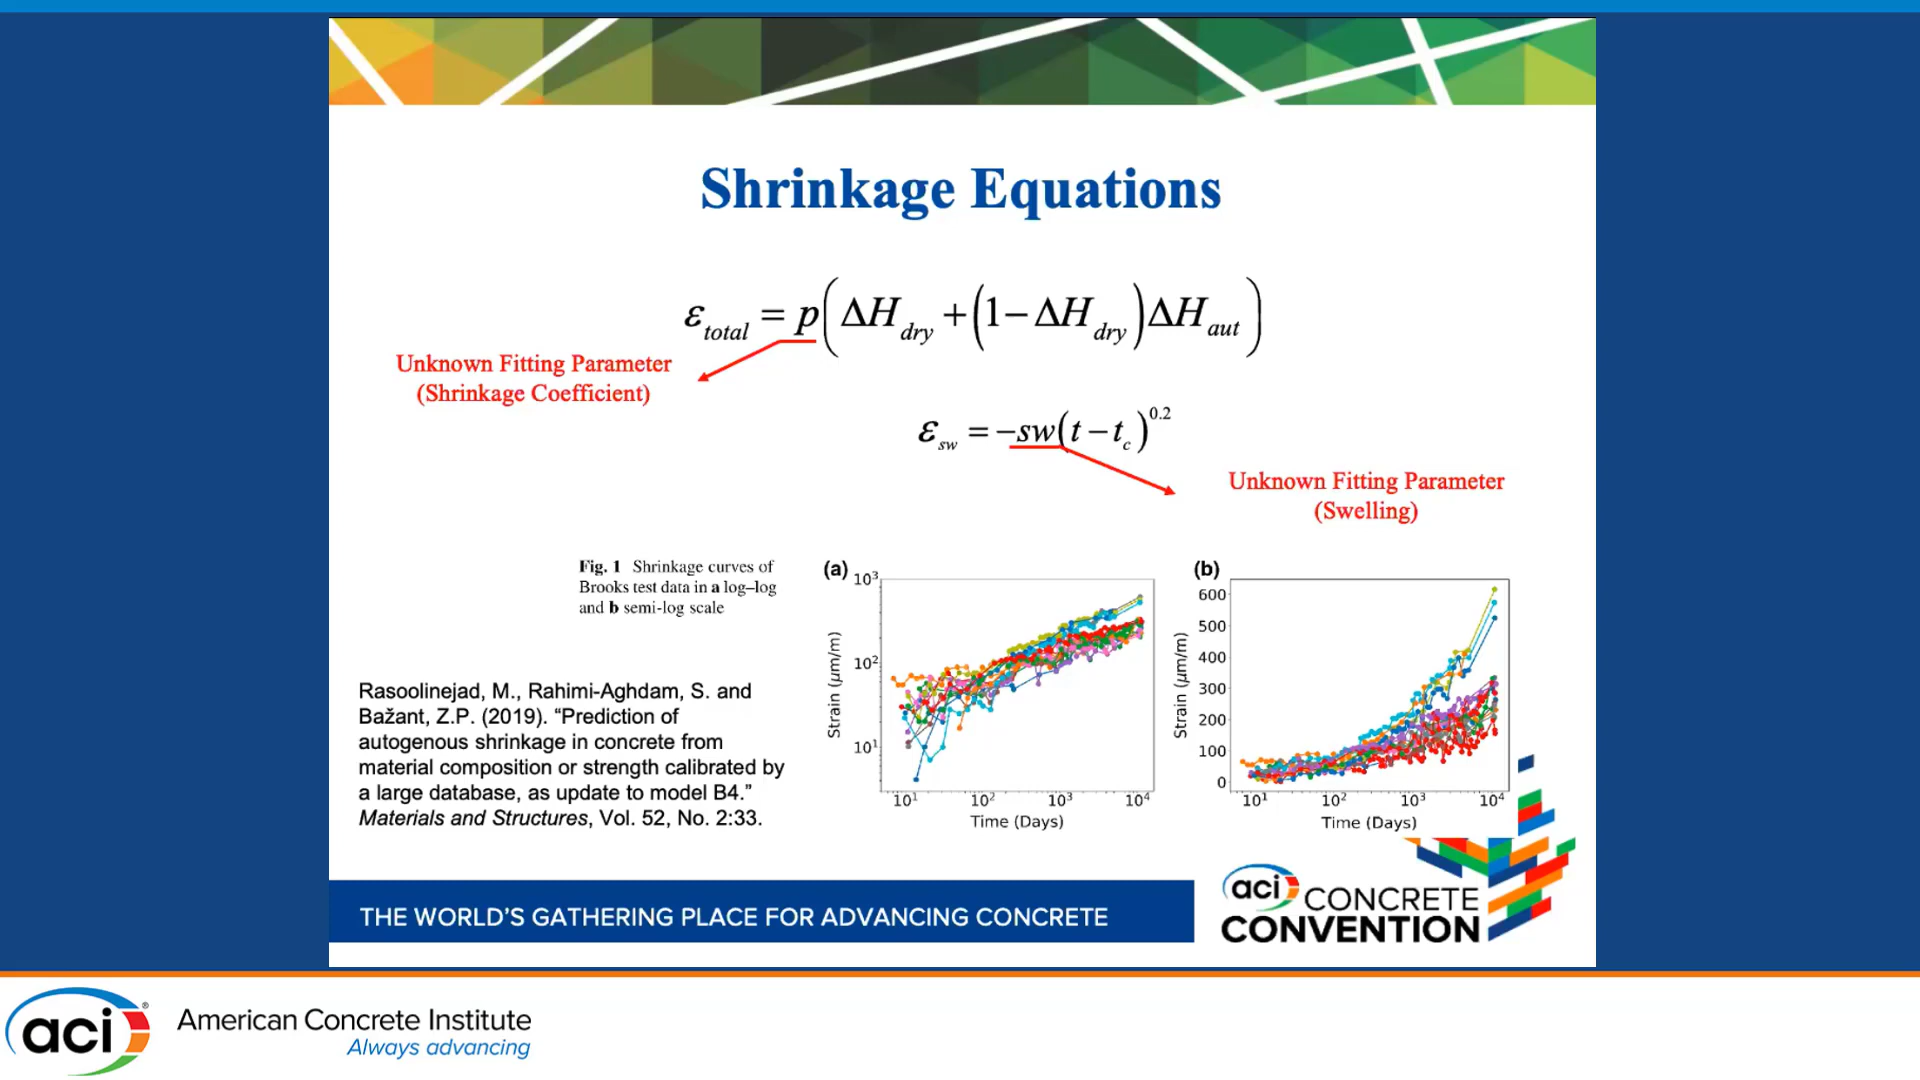 Shrinkage Equations
ε_total = p(ΔH_dry + (1 − ΔH_dry)ΔH_aut)
Unknown Fitting Parameter
(Shrinkage Coefficient)
ε_sw = −sw(t − t_c)^0.2
Unknown Fitting Parameter
(Swelling)
Fig. 1 Shrinkage curves of
Brooks test data in a log–log
and b semi-log scale
(a)
10³
10²
10¹
Strain (μm/m)
10¹ 10² 10³ 10⁴
Time (Days)
(b)
600
500
400
300
200
100
0
Strain (μm/m)
10¹ 10² 10³ 10⁴
Time (Days)
Rasoolinejad, M., Rahimi-Aghdam, S. and
Bažant, Z.P. (2019). “Prediction of
autogenous shrinkage in concrete from
material composition or strength calibrated by
a large database, as update to model B4.”
Materials and Structures, Vol. 52, No. 2:33.
THE WORLD'S GATHERING PLACE FOR ADVANCING CONCRETE
aci CONCRETE
CONVENTION
aci®
American Concrete Institute
Always advancing